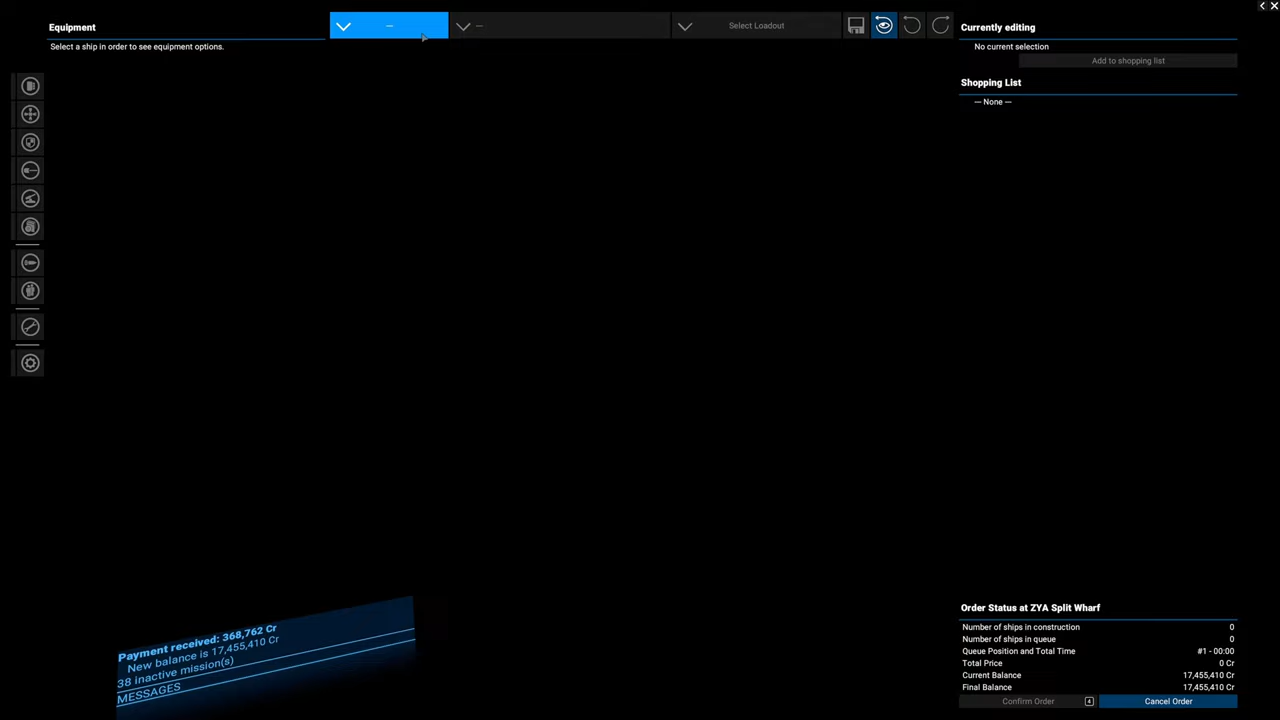 Equipment
Select a ship in order to see equipment options.
—
—
Select Loadout
Currently editing
No current selection
Add to shopping list
Shopping List
— None —
Payment received: 368,762 Cr
New balance is 17,455,410 Cr
38 inactive mission(s)
MESSAGES
Order Status at ZYA Split Wharf
Number of ships in construction 0
Number of ships in queue 0
Queue Position and Total Time #1 - 00:00
Total Price 0 Cr
Current Balance 17,455,410 Cr
Final Balance 17,455,410 Cr
Confirm Order 4
Cancel Order